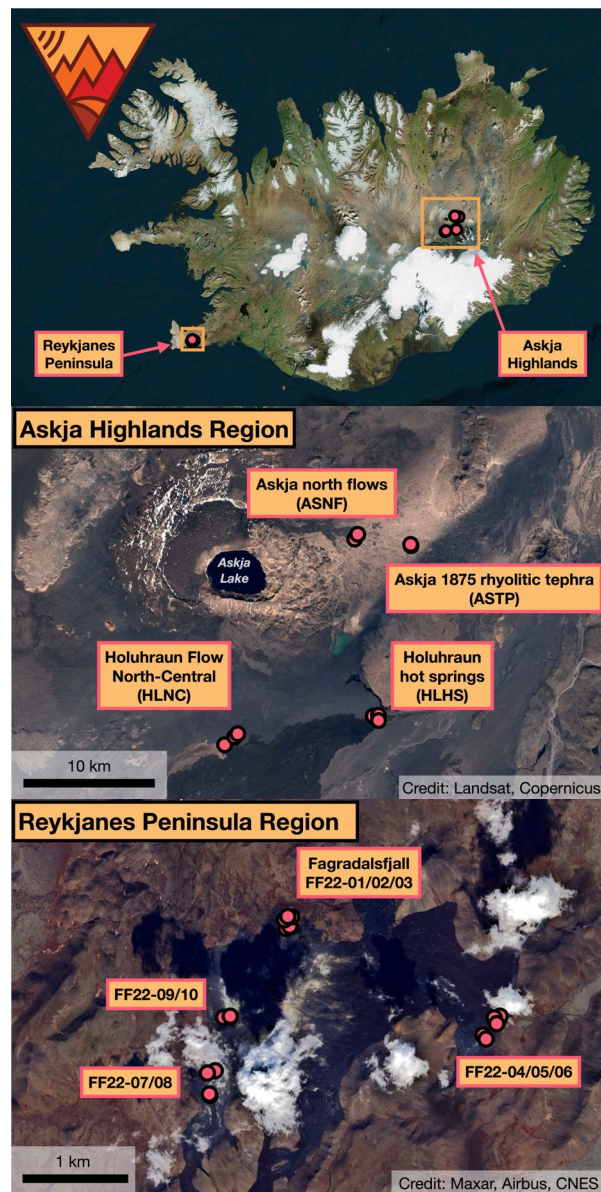 Reykjanes
Peninsula
Askja
Highlands
Askja Highlands Region
Askja north flows
(ASNF)
Askja
Lake
Askja 1875 rhyolitic tephra
(ASTP)
Holuhraun Flow
North-Central
(HLNC)
Holuhraun
hot springs
(HLHS)
10 km
Credit: Landsat, Copernicus
Reykjanes Peninsula Region
Fagradalsfjall
FF22-01/02/03
FF22-09/10
FF22-07/08
FF22-04/05/06
1 km
Credit: Maxar, Airbus, CNES